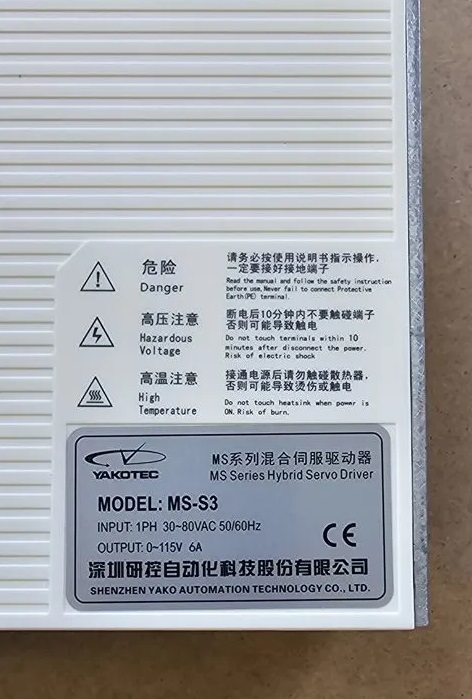 危险
Danger
请务必按使用说明书指示操作,
一定要接好接地端子
Read the manual and follow the safety instruction
before use, Never fail to connect Protective
Earth(PE) terminal.
高压注意
Hazardous
Voltage
断电后10分钟内不要触碰端子
否则可能导致触电
Do not touch terminals within 10
minutes after disconnect the power.
Risk of electric shock
高温注意
High
Temperature
接通电源后请勿触碰散热器,
否则可能导致烫伤或触电
Do not touch heatsink when power is
ON. Risk of burn.
YAKOTEC
MS系列混合伺服驱动器
MS Series Hybrid Servo Driver
MODEL: MS-S3
INPUT: 1PH 30~80VAC 50/60Hz
OUTPUT: 0~115V 6A
CE
深圳研控自动化科技股份有限公司
SHENZHEN YAKO AUTOMATION TECHNOLOGY CO., LTD.